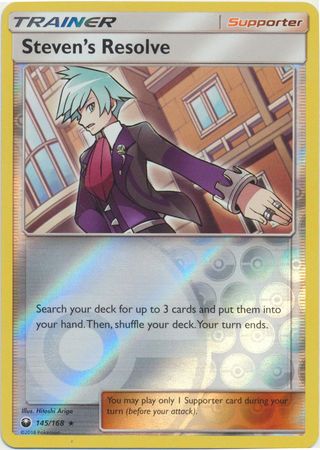 TRAINER Supporter
Steven's Resolve
Search your deck for up to 3 cards and put them
into your hand. Then, shuffle your deck. Your turn ends.
Illus. Hitoshi Ariga
145/168 ★
©2018 Pokémon
You may play only 1 Supporter card during your
turn (before your attack).